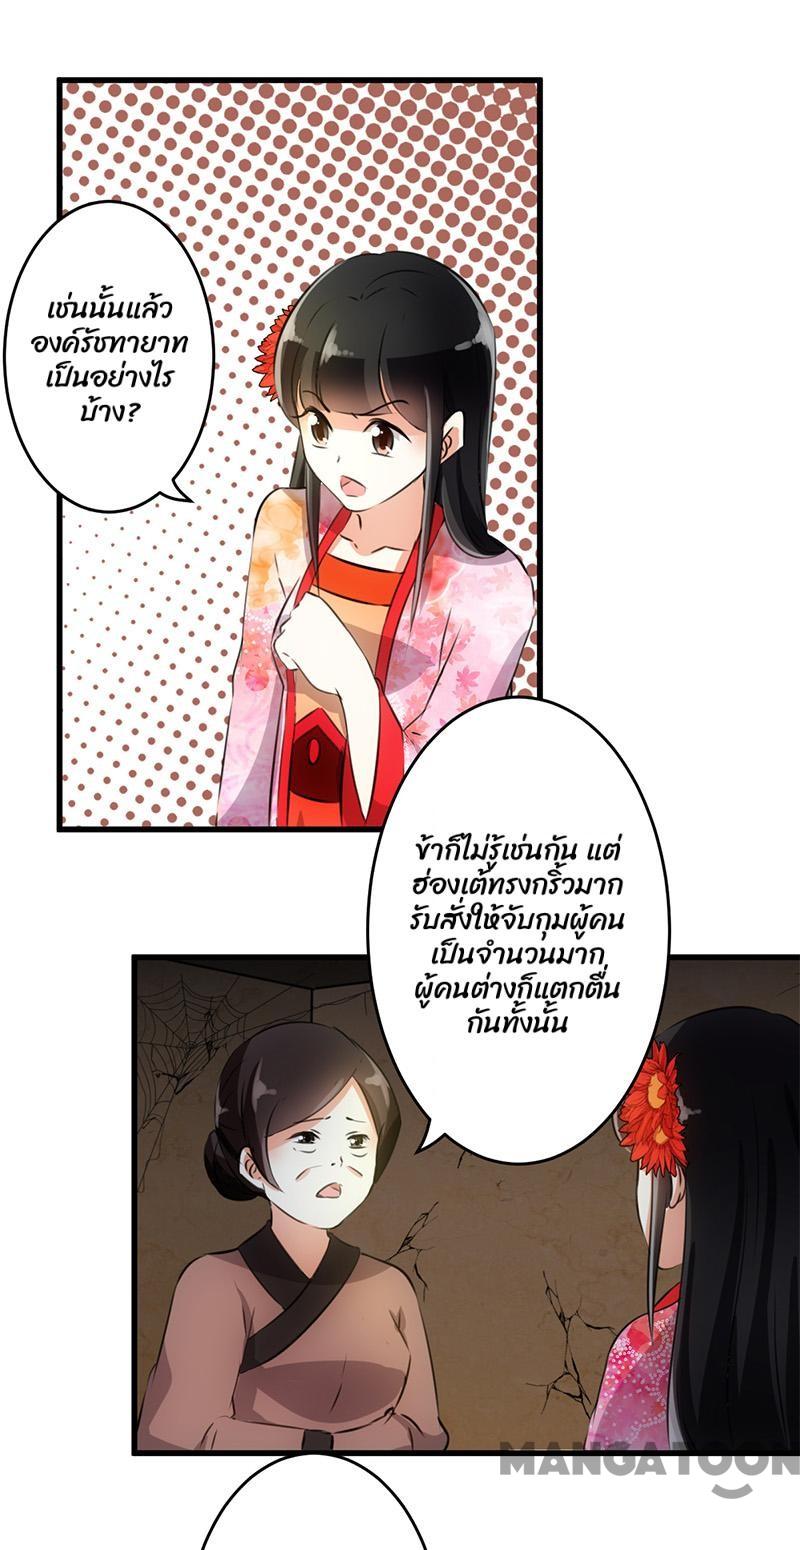 เช่นนั้นแล้ว
องค์รัชทายาท
เป็นอย่างไร
บ้าง?
ข้าก็ไม่รู้เช่นกัน แต่
ฮ่องเต้ทรงกริ้วมาก
รับสั่งให้จับกุมผู้คน
เป็นจำนวนมาก
ผู้คนต่างก็แตกตื่น
กันทั้งนั้น
MANGATOON